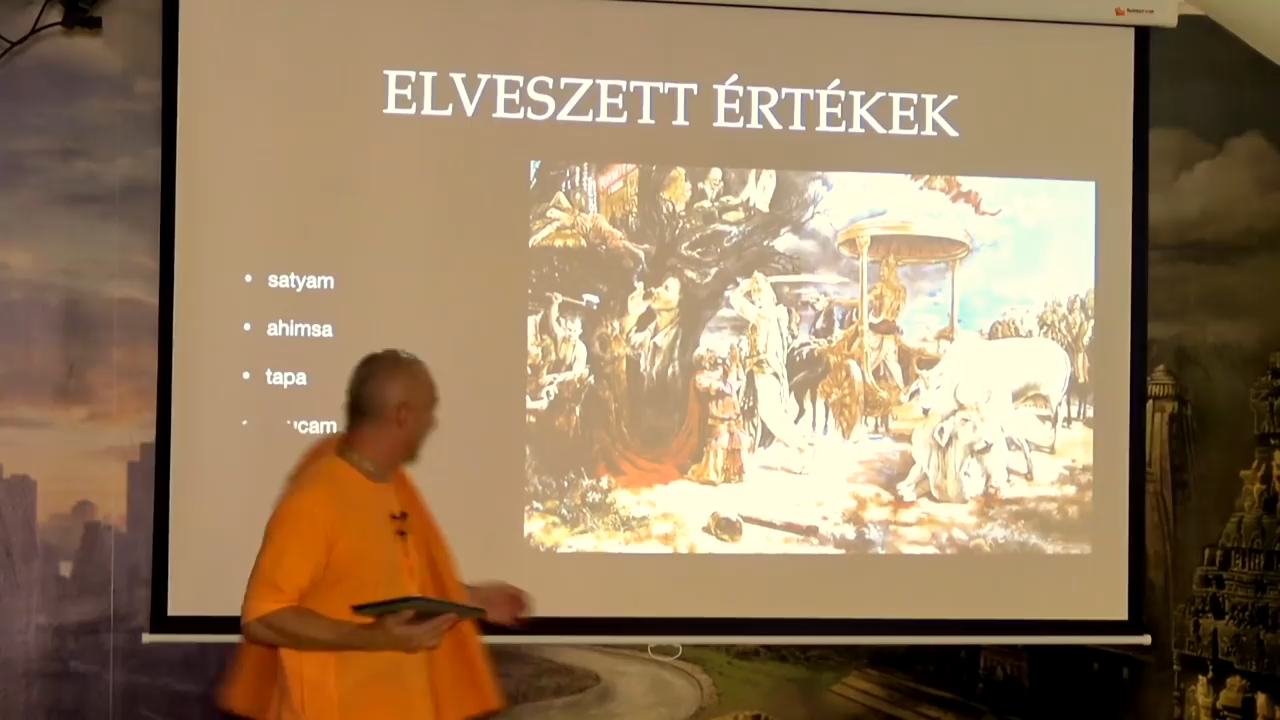 ELVESZETT ÉRTÉKEK
• satyam
• ahimsa
• tapa